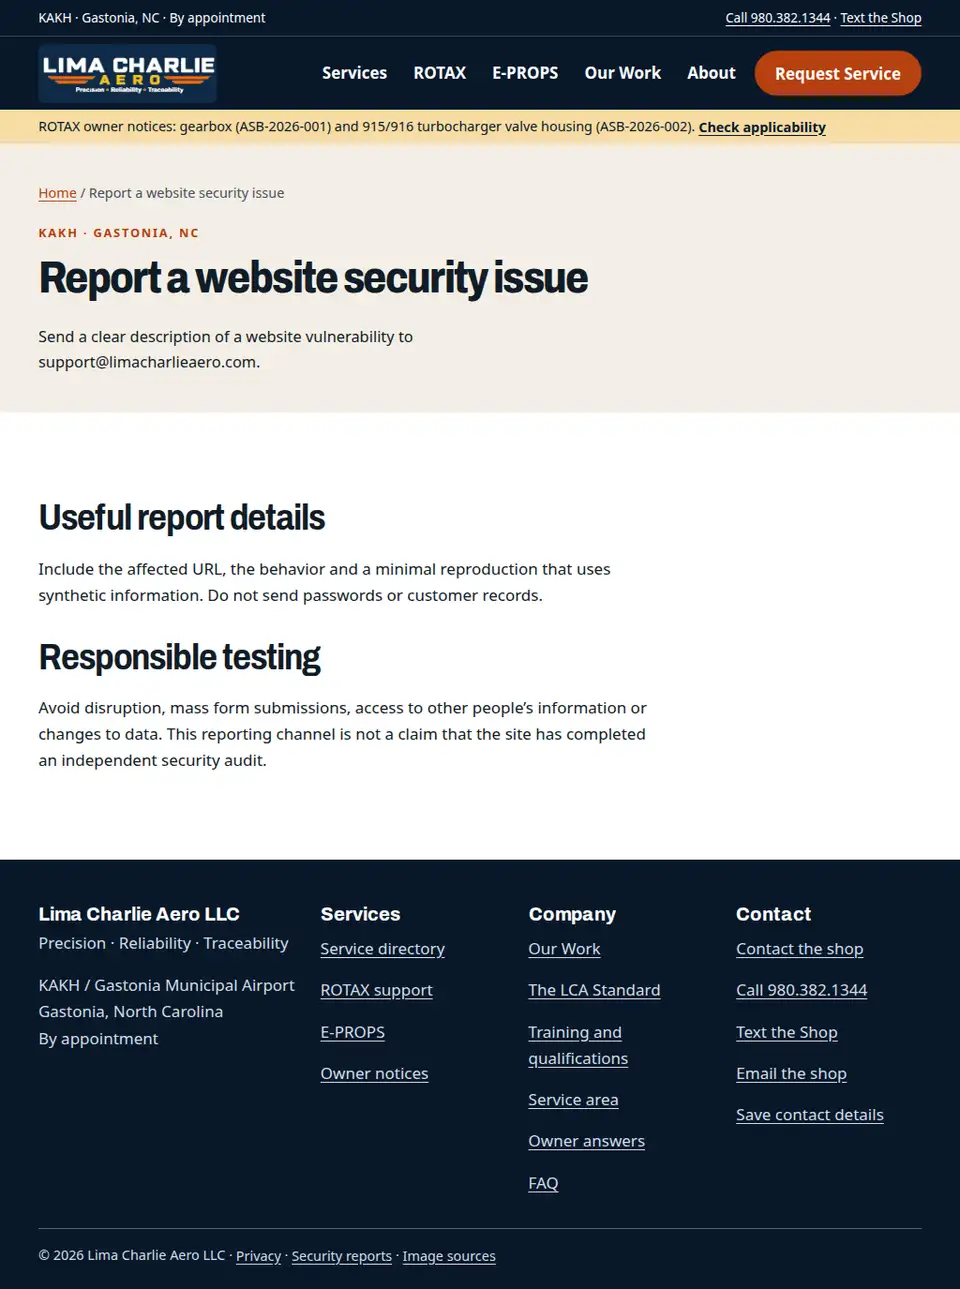 KAKH · Gastonia, NC · By appointment
Call 980.382.1344 · Text the Shop
LIMA CHARLIE
AERO
Precision • Reliability • Traceability
Services ROTAX E-PROPS Our Work About Request Service
ROTAX owner notices: gearbox (ASB-2026-001) and 915/916 turbocharger valve housing (ASB-2026-002). Check applicability
Home / Report a website security issue
KAKH · GASTONIA, NC
Report a website security issue
Send a clear description of a website vulnerability to
support@limacharlieaero.com.
Useful report details
Include the affected URL, the behavior and a minimal reproduction that uses
synthetic information. Do not send passwords or customer records.
Responsible testing
Avoid disruption, mass form submissions, access to other people’s information or
changes to data. This reporting channel is not a claim that the site has completed
an independent security audit.
Lima Charlie Aero LLC
Precision · Reliability · Traceability
KAKH / Gastonia Municipal Airport
Gastonia, North Carolina
By appointment
Services
Service directory
ROTAX support
E-PROPS
Owner notices
Company
Our Work
The LCA Standard
Training and
qualifications
Service area
Owner answers
FAQ
Contact
Contact the shop
Call 980.382.1344
Text the Shop
Email the shop
Save contact details
© 2026 Lima Charlie Aero LLC · Privacy · Security reports · Image sources